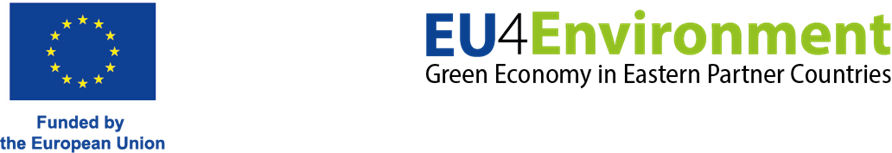 EU4Environment
Green Economy in Eastern Partner Countries
Funded by
the European Union